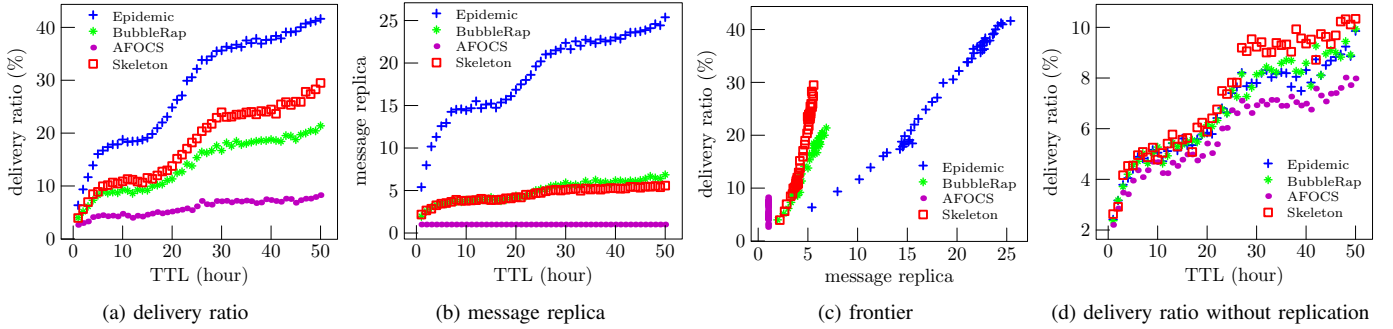 delivery ratio (%)
40
30
20
10
0
0
10
20
30
40
50
TTL (hour)
Epidemic
BubbleRap
AFOCS
Skeleton
(a) delivery ratio
message replica
25
20
15
10
5
0
0
10
20
30
40
50
TTL (hour)
Epidemic
BubbleRap
AFOCS
Skeleton
(b) message replica
delivery ratio (%)
40
30
20
10
0
0
5
10
15
20
25
message replica
Epidemic
BubbleRap
AFOCS
Skeleton
(c) frontier
delivery ratio (%)
10
8
6
4
2
0
10
20
30
40
50
TTL (hour)
Epidemic
BubbleRap
AFOCS
Skeleton
(d) delivery ratio without replication